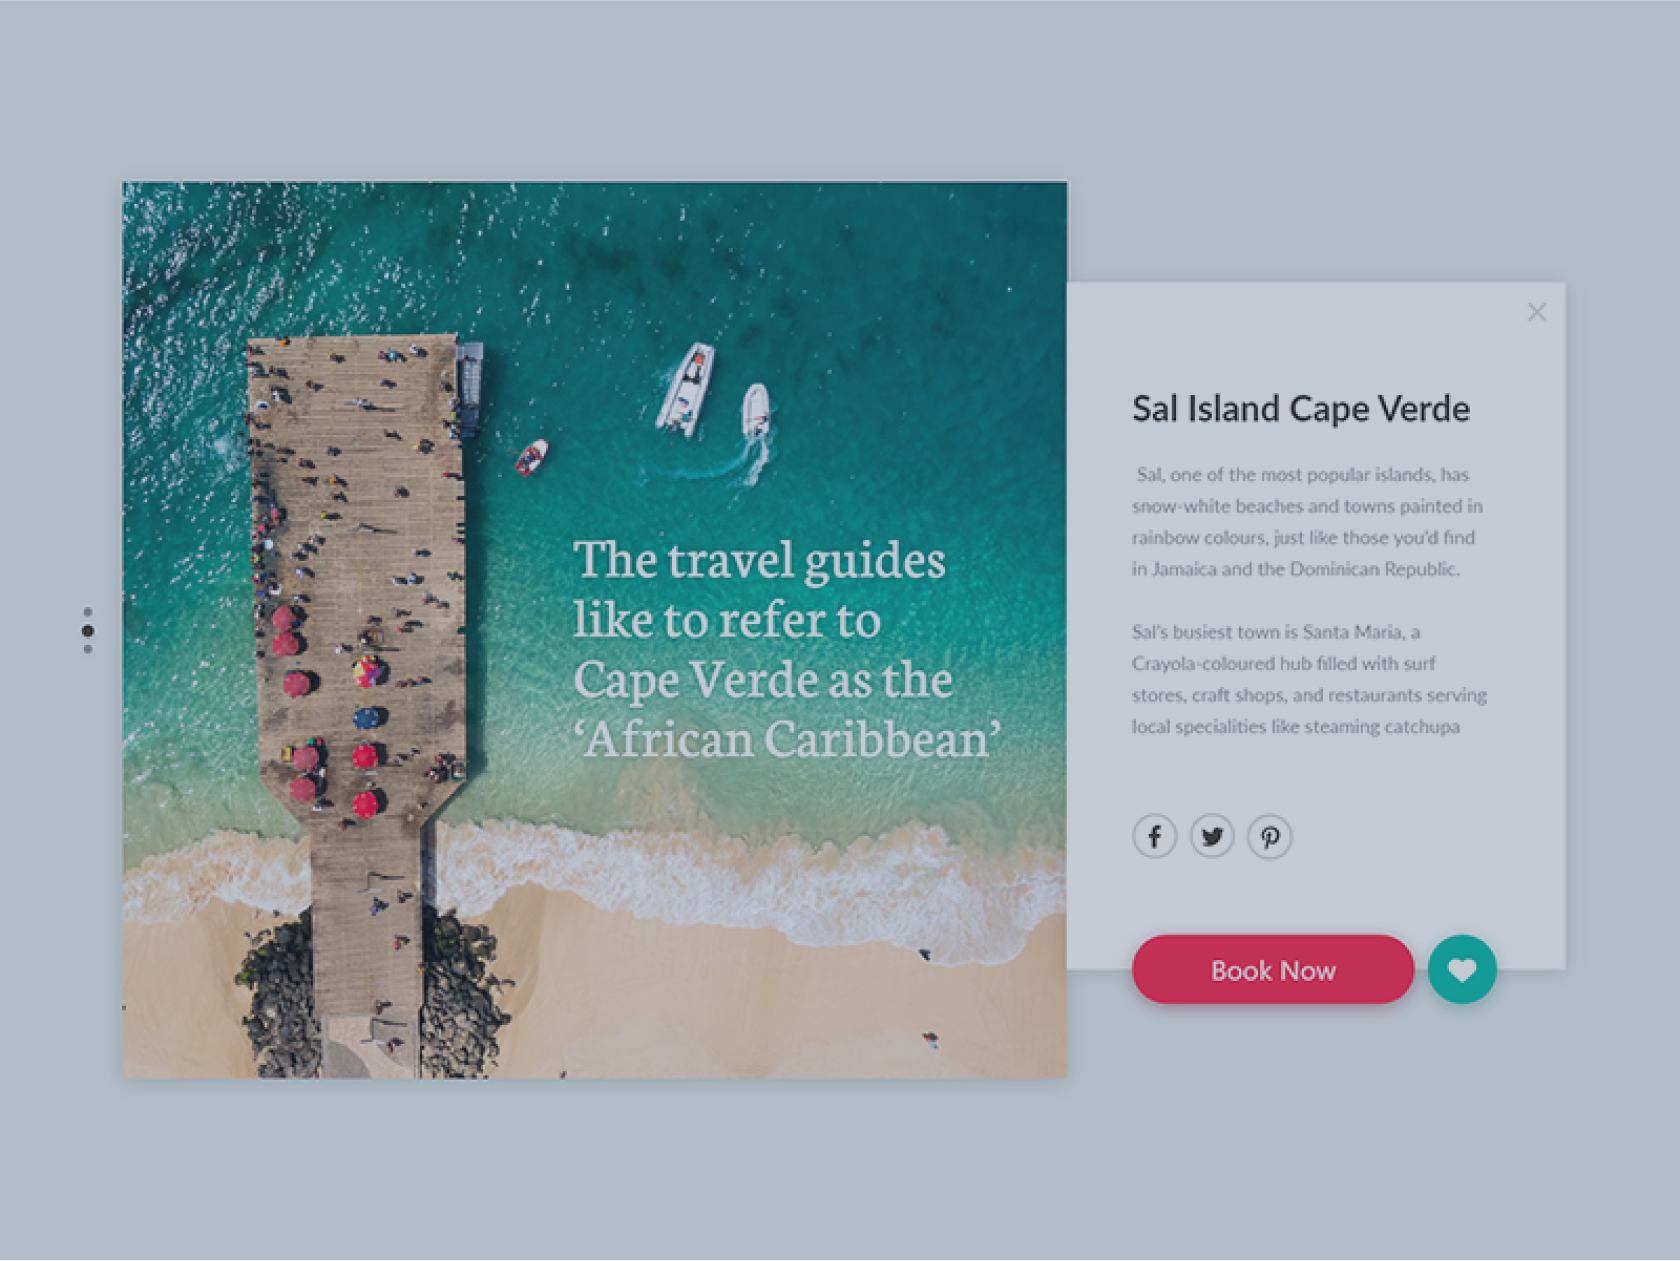 The travel guides
like to refer to
Cape Verde as the
‘African Caribbean’
Sal Island Cape Verde
Sal, one of the most popular islands, has
snow-white beaches and towns painted in
rainbow colours, just like those you'd find
in Jamaica and the Dominican Republic.
Sal's busiest town is Santa Maria, a
Crayola-coloured hub filled with surf
stores, craft shops, and restaurants serving
local specialities like steaming catchupa
Book Now